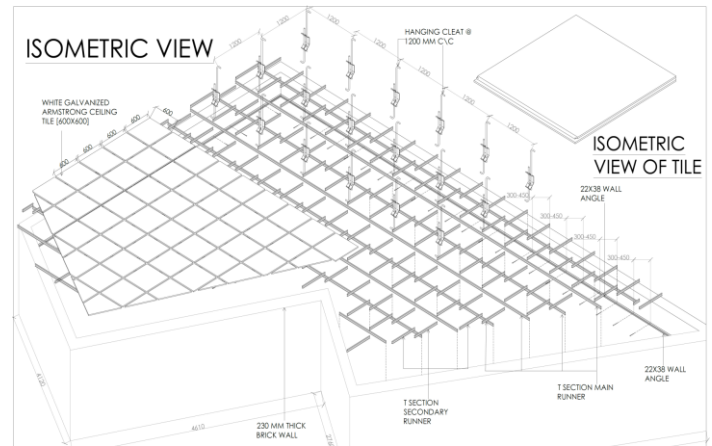 ISOMETRIC VIEW
1200
1200
HANGING CLEAT @
1200 MM C\C
1200
1200
1200
1200
1200
WHITE GALVANIZED
ARMSTRONG CEILING
TILE [600X600]
600
600
600
600
600
ISOMETRIC
VIEW OF TILE
22X38 WALL
ANGLE
300-450
300-450
300-450
300-450
22X38 WALL
ANGLE
T SECTION MAIN
RUNNER
T SECTION
SECONDARY
RUNNER
230 MM THICK
BRICK WALL
4610